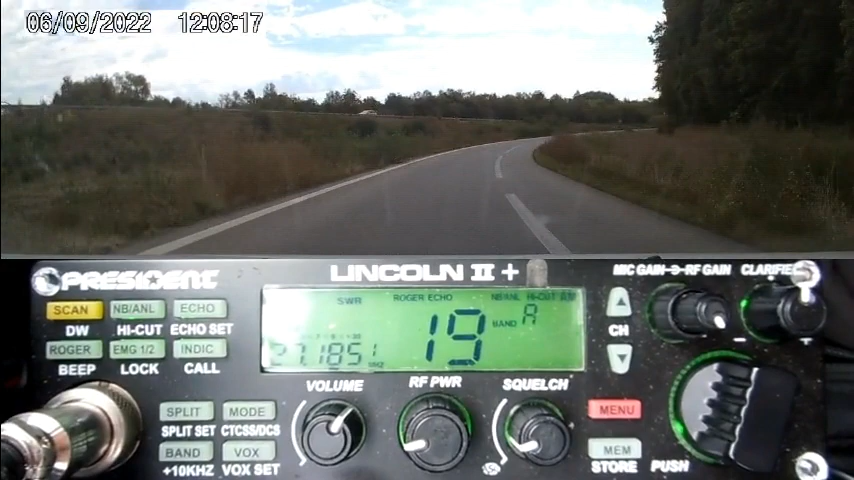 06/09/2022 12:08:17
PRESIDENT LINCOLN II +
MIC GAIN RF GAIN CLARIFIER
SCAN NB/ANL ECHO
DW HI-CUT ECHO SET
ROGER EMG 1/2 INDIC
BEEP LOCK CALL
SWR ROGER ECHO NB/ANL HI-CUT
19 BAND A
27.185
MHZ
CH
VOLUME RF PWR SQUELCH
SPLIT MODE
SPLIT SET CTCSS/DCS
BAND VOX
+10KHZ VOX SET
MENU
MEM
STORE PUSH
- +